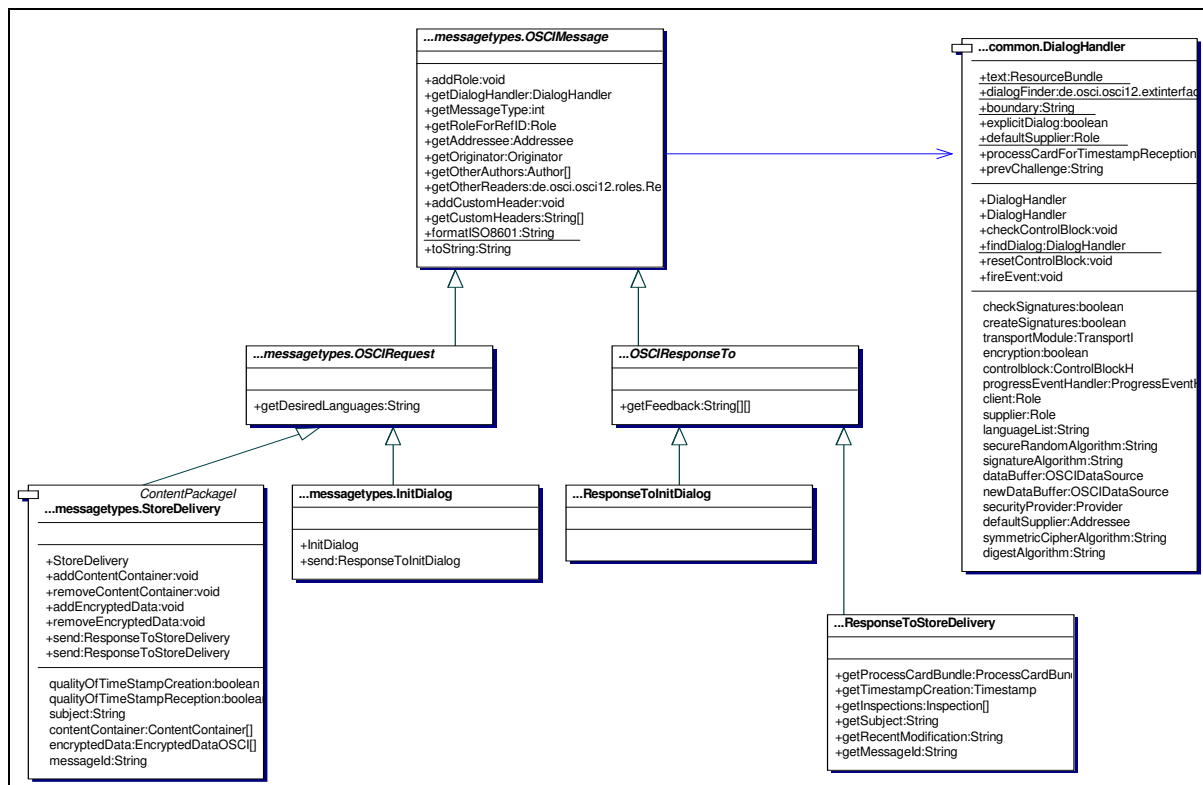 ...messagetypes.OSCIMessage
+addRole:void
+getDialogHandler:DialogHandler
+getMessageType:int
+getRoleForRefID:Role
+getAddressee:Addressee
+getOriginator:Originator
+getOtherAuthors:Author[]
+getOtherReaders:de.osci.osci12.roles.Re
+addCustomHeader:void
+getCustomHeaders:String[]
+formatISO8601:String
+toString:String
...common.DialogHandler
+text:ResourceBundle
+dialogFinder:de.osci.osci12.extinterfac
+boundary:String
+explicitDialog:boolean
+defaultSupplier:Role
+processCardForTimestampReception
+prevChallenge:String
+DialogHandler
+DialogHandler
+checkControlBlock:void
+findDialog:DialogHandler
+resetControlBlock:void
+fireEvent:void
checkSignatures:boolean
createSignatures:boolean
transportModule:TransportI
encryption:boolean
controlblock:ControlBlockH
progressEventHandler:ProgressEventH
client:Role
supplier:Role
languageList:String
secureRandomAlgorithm:String
signatureAlgorithm:String
dataBuffer:OSCIDataSource
newDataBuffer:OSCIDataSource
securityProvider:Provider
defaultSupplier:Addressee
symmetricCipherAlgorithm:String
digestAlgorithm:String
...messagetypes.OSCIRequest
+getDesiredLanguages:String
...OSCIResponseTo
+getFeedback:String[][]
ContentPackageI
...messagetypes.StoreDelivery
+StoreDelivery
+addContentContainer:void
+removeContentContainer:void
+addEncryptedData:void
+removeEncryptedData:void
+send:ResponseToStoreDelivery
+send:ResponseToStoreDelivery
qualityOfTimeStampCreation:boolean
qualityOfTimeStampReception:boolea
subject:String
contentContainer:ContentContainer[]
encryptedData:EncryptedDataOSCI[]
messageId:String
...messagetypes.InitDialog
+InitDialog
+send:ResponseToInitDialog
...ResponseToInitDialog
...ResponseToStoreDelivery
+getProcessCardBundle:ProcessCardBun
+getTimestampCreation:Timestamp
+getInspections:Inspection[]
+getSubject:String
+getRecentModification:String
+getMessageId:String